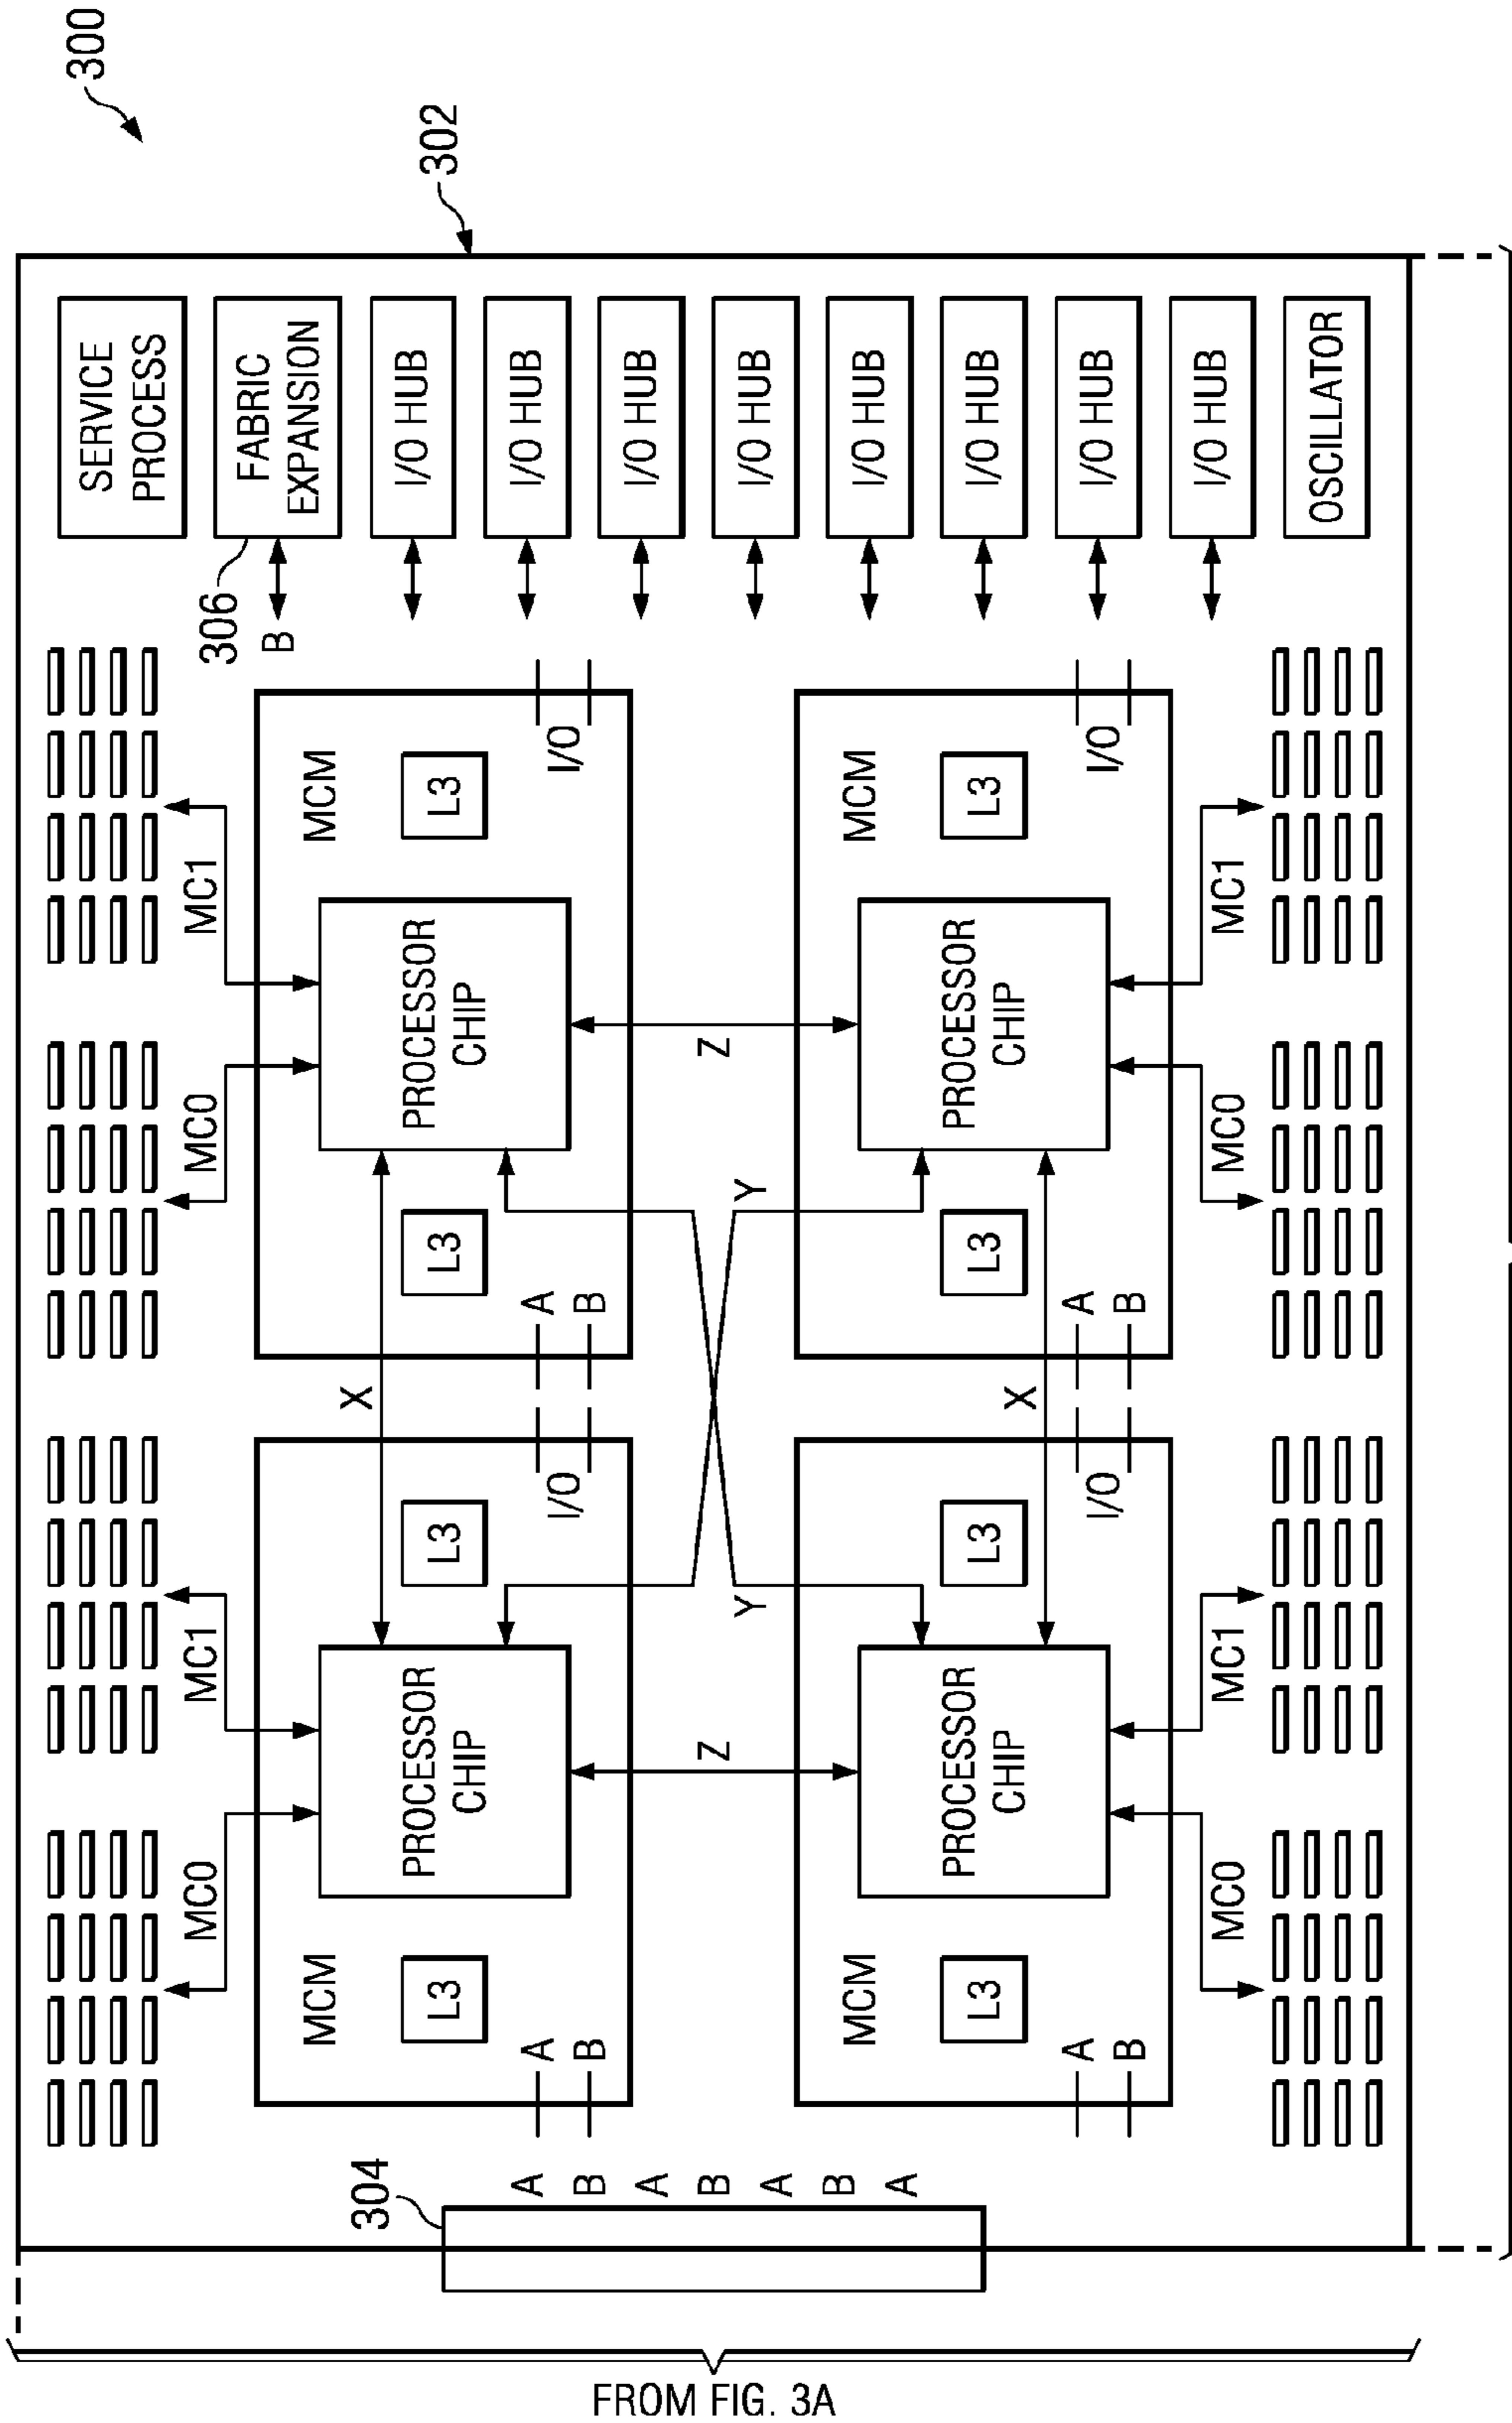 300
302
SERVICE
PROCESS
FABRIC
EXPANSION
I/O HUB
I/O HUB
I/O HUB
I/O HUB
I/O HUB
I/O HUB
I/O HUB
I/O HUB
OSCILLATOR
306
B
MC1
MC0
MC1
MC0
MCM
L3
I/O
PROCESSOR
CHIP
L3
A
B
X
MCM
L3
I/O
PROCESSOR
CHIP
L3
A
B
X
Z
Y
Y
Z
L3
I/O
PROCESSOR
CHIP
MCM
L3
A
B
L3
I/O
PROCESSOR
CHIP
MCM
L3
A
B
MC1
MC0
MC1
MC0
304
A
B
A
B
A
B
A
FROM FIG. 3A